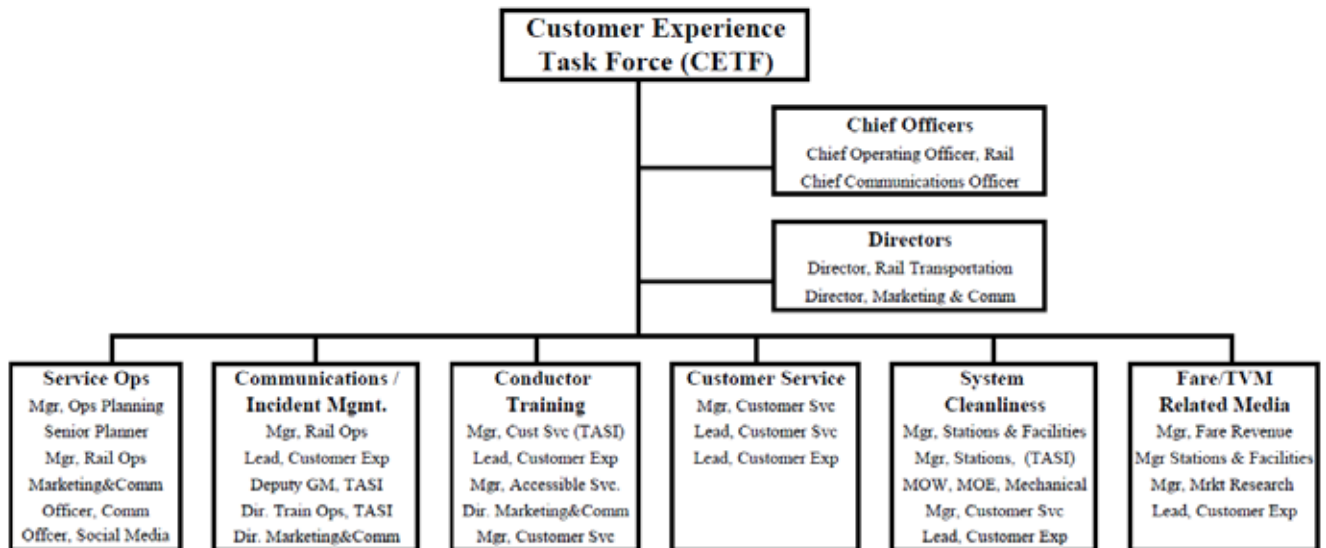 Customer Experience
Task Force (CETF)
Chief Officers
Chief Operating Officer, Rail
Chief Communications Officer
Directors
Director, Rail Transportation
Director, Marketing & Comm
Service Ops
Mgr, Ops Planning
Senior Planner
Mgr, Rail Ops
Marketing&Comm
Officer, Comm
Offcer, Social Media
Communications /
Incident Mgmt.
Mgr, Rail Ops
Lead, Customer Exp
Deputy GM, TASI
Dir. Train Ops, TASI
Dir. Marketing&Comm
Conductor
Training
Mgr, Cust Svc (TASI)
Lead, Customer Exp
Mgr, Accessible Svc.
Dir. Marketing&Comm
Mgr, Customer Svc
Customer Service
Mgr, Customer Svc
Lead, Customer Svc
Lead, Customer Exp
System
Cleanliness
Mgr, Stations & Facilities
Mgr, Stations, (TASI)
MOW, MOE, Mechanical
Mgr, Customer Svc
Lead, Customer Exp
Fare/TVM
Related Media
Mgr, Fare Revenue
Mgr Stations & Facilities
Mgr, Mrkt Research
Lead, Customer Exp